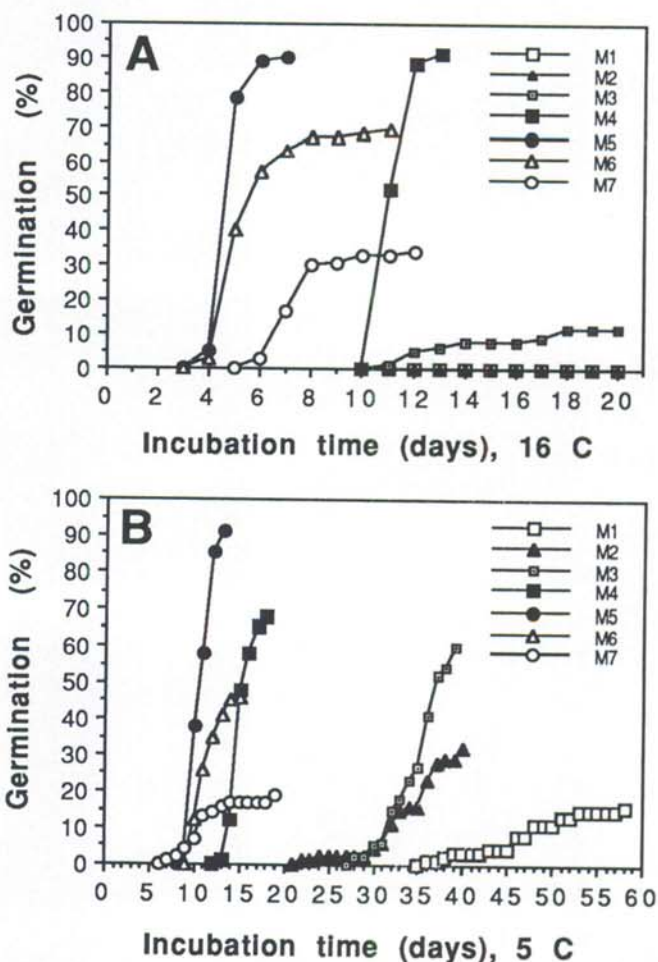 A
Germination (%)
100
90
80
70
60
50
40
30
20
10
0
0 2 4 6 8 10 12 14 16 18 20
Incubation time (days), 16 C
M1
M2
M3
M4
M5
M6
M7
B
Germination (%)
100
90
80
70
60
50
40
30
20
10
0
0 5 10 15 20 25 30 35 40 45 50 55 60
Incubation time (days), 5 C
M1
M2
M3
M4
M5
M6
M7